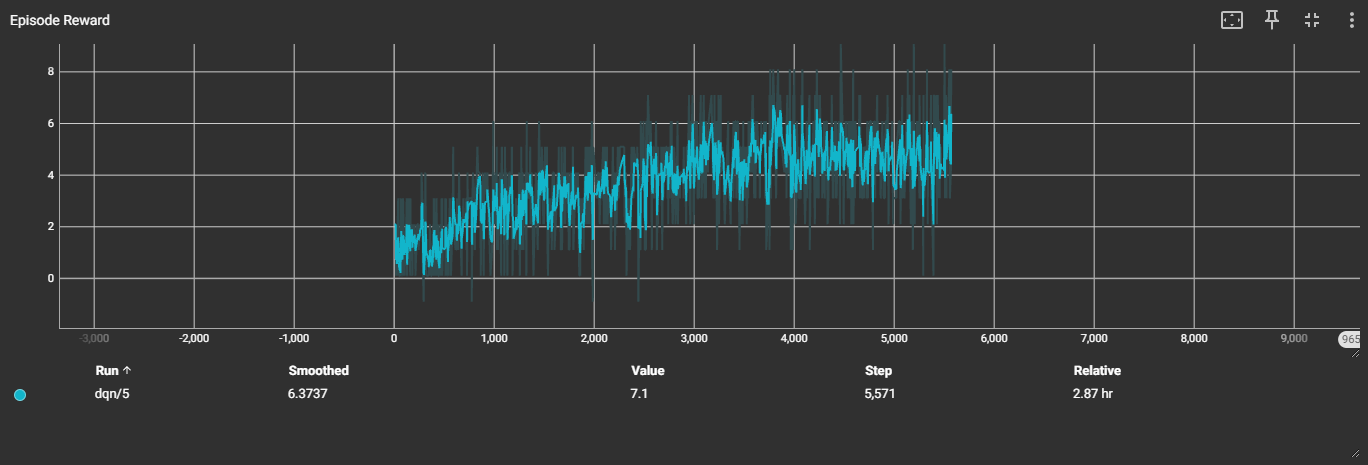 Episode Reward
8
6
4
2
0
-3,000 -2,000 -1,000 0 1,000 2,000 3,000 4,000 5,000 6,000 7,000 8,000 9,000 965
Run ↑ Smoothed Value Step Relative
dqn/5 6.3737 7.1 5,571 2.87 hr